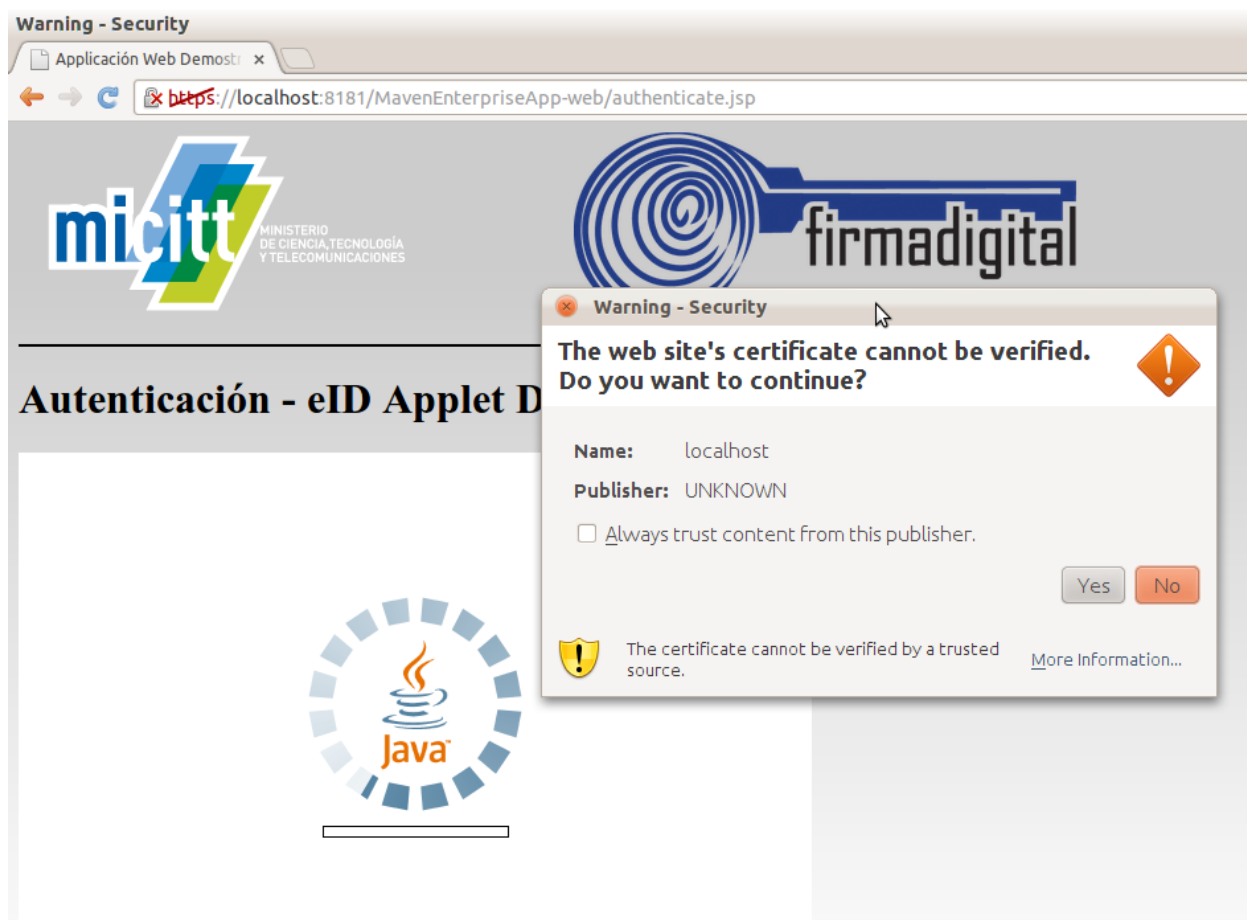 Warning - Security
Applicación Web Demostr
https://localhost:8181/MavenEnterpriseApp-web/authenticate.jsp
micitt
MINISTERIO
DE CIENCIA,TECNOLOGÍA
Y TELECOMUNICACIONES
firmadigital
Warning - Security
The web site's certificate cannot be verified.
Do you want to continue?
Autenticación - eID Applet D
Name: localhost
Publisher: UNKNOWN
Always trust content from this publisher.
Yes No
The certificate cannot be verified by a trusted
source.
More Information...
Java